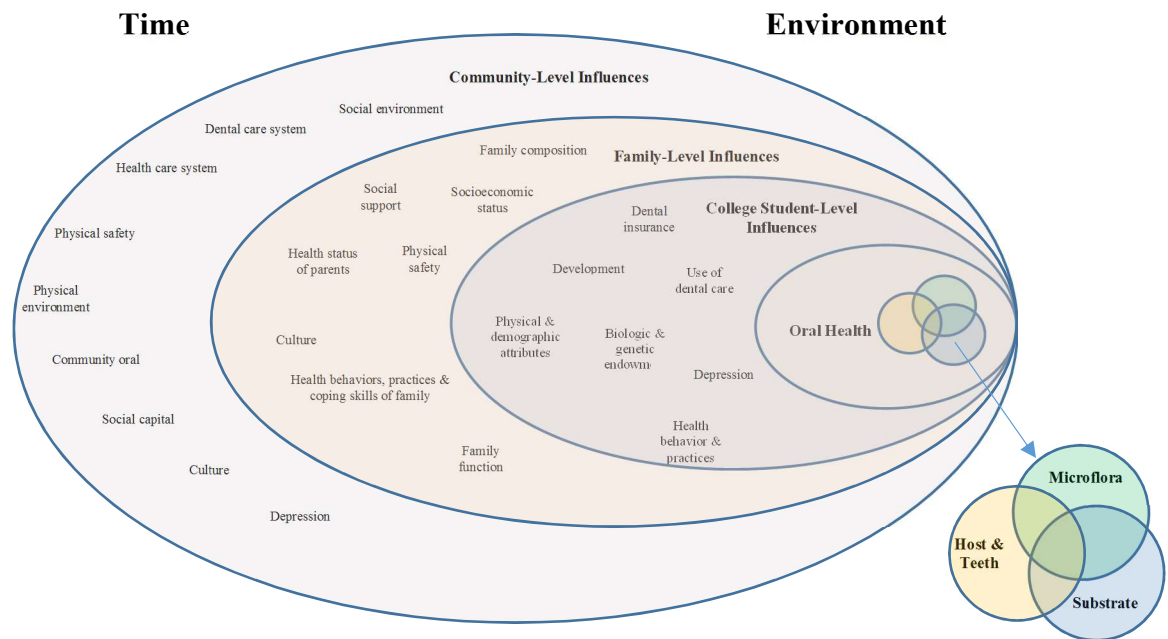 Time
Environment
Community-Level Influences
Social environment
Dental care system
Health care system
Physical safety
Physical
environment
Community oral
Social capital
Culture
Depression
Family-Level Influences
Family composition
Social
support
Socioeconomic
status
Health status
of parents
Physical
safety
Culture
Health behaviors, practices &
coping skills of family
Family
function
College Student-Level
Influences
Dental
insurance
Development
Use of
dental care
Physical &
demographic
attributes
Biologic &
genetic
endowm
Depression
Health
behavior &
practices
Oral Health
Microflora
Host &
Teeth
Substrate